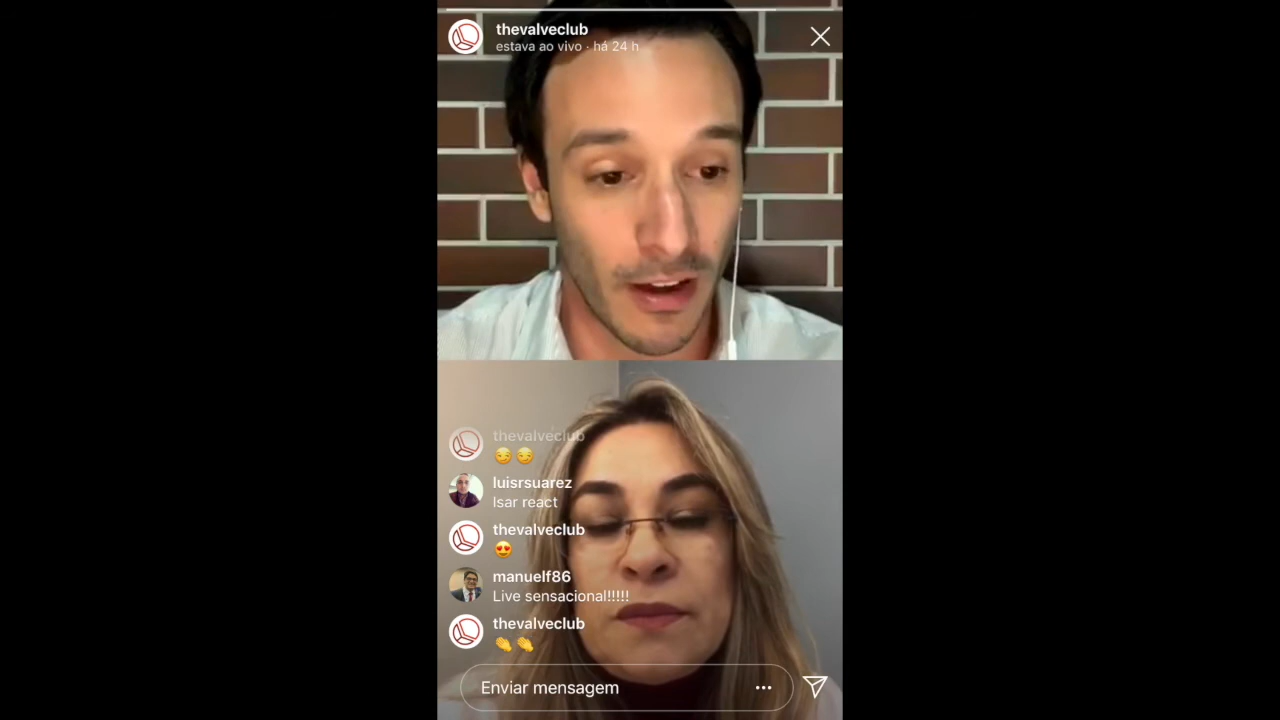 thevalveclub
estava ao vivo · há 24 h
thevalveclub
😏 😏
luisrsuarez
Isar react
thevalveclub
😍
manuelf86
Live sensacional!!!!!
thevalveclub
👏 👏
Enviar mensagem